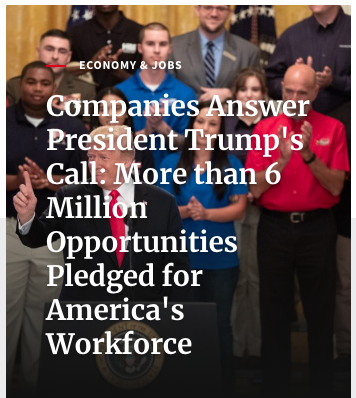 ECONOMY & JOBS
Companies Answer
President Trump's
Call: More than 6
Million
Opportunities
Pledged for
America's
Workforce